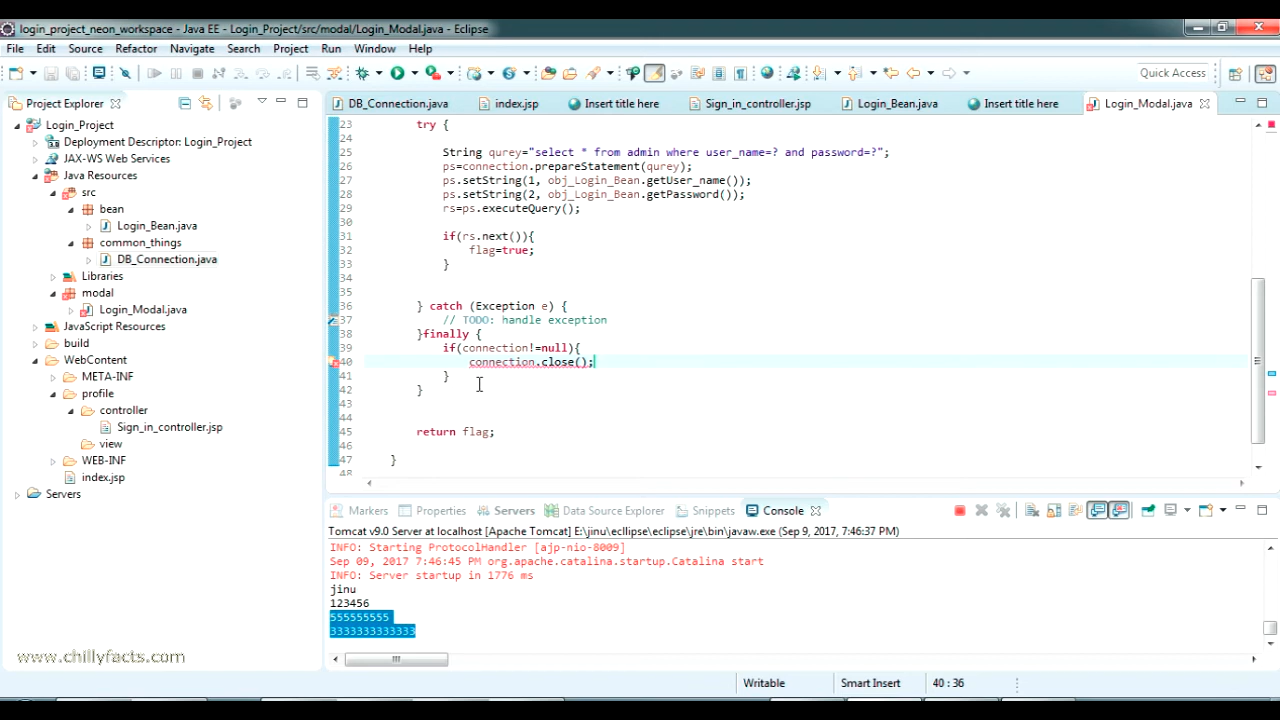 login_project_neon_workspace - Java EE - Login_Project/src/modal/Login_Modal.java - Eclipse
File Edit Source Refactor Navigate Search Project Run Window Help
Quick Access
Project Explorer
DB_Connection.java index.jsp Insert title here Sign_in_controller.jsp Login_Bean.java Insert title here Login_Modal.java
Login_Project
Deployment Descriptor: Login_Project
JAX-WS Web Services
Java Resources
src
bean
Login_Bean.java
common_things
DB_Connection.java
Libraries
modal
Login_Modal.java
JavaScript Resources
build
WebContent
META-INF
profile
controller
Sign_in_controller.jsp
view
WEB-INF
index.jsp
Servers
23 try {
24
25 String qurey="select * from admin where user_name=? and password=?";
26 ps=connection.prepareStatement(qurey);
27 ps.setString(1, obj_Login_Bean.getUser_name());
28 ps.setString(2, obj_Login_Bean.getPassword());
29 rs=ps.executeQuery();
30
31 if(rs.next()){
32 flag=true;
33 }
34
35
36 } catch (Exception e) {
37 // TODO: handle exception
38 }finally {
39 if(connection!=null){
40 connection.close();
41 }
42 }
43
44
45 return flag;
46
47 }
48
Markers Properties Servers Data Source Explorer Snippets Console
Tomcat v9.0 Server at localhost [Apache Tomcat] E:\jinu\ecllipse\eclipse\jre\bin\javaw.exe (Sep 9, 2017, 7:46:37 PM)
INFO: Starting ProtocolHandler [ajp-nio-8009]
Sep 09, 2017 7:46:45 PM org.apache.catalina.startup.Catalina start
INFO: Server startup in 1776 ms
jinu
123456
555555555
3333333333333
www.chillyfacts.com
Writable Smart Insert 40 : 36